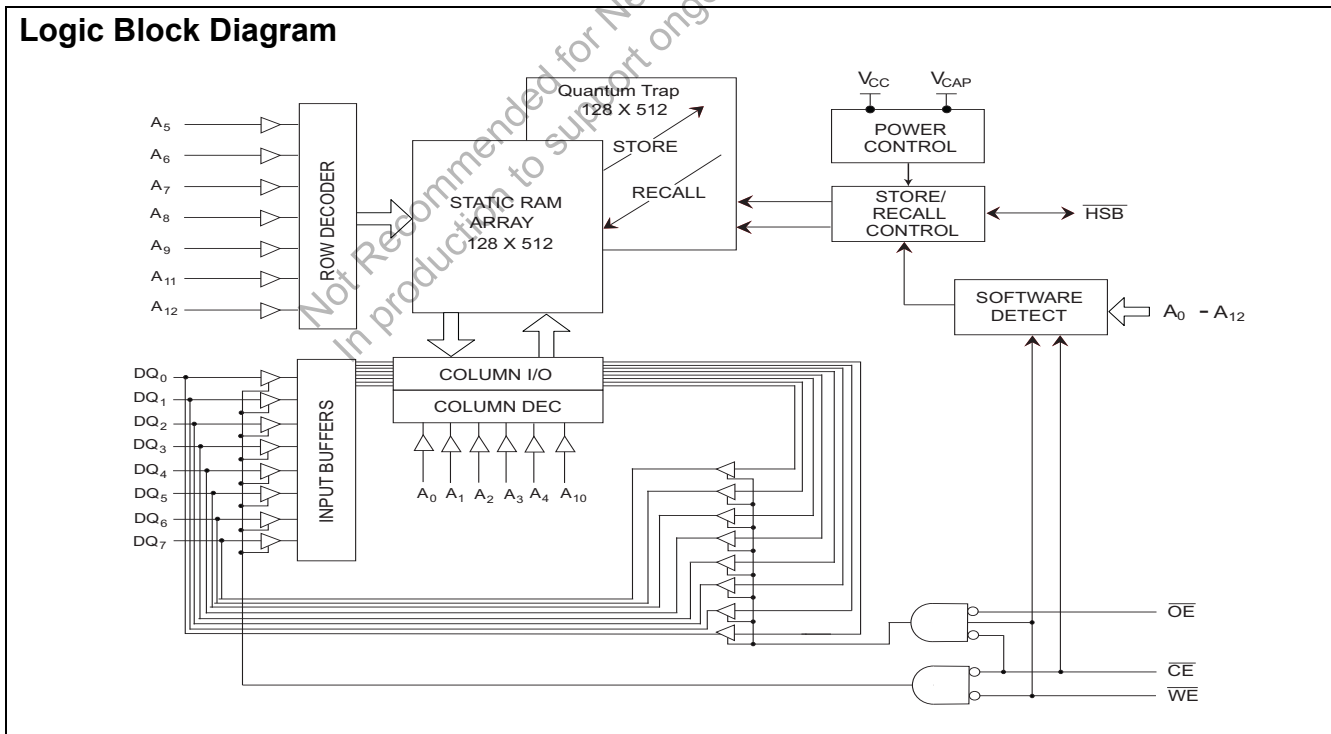 Logic Block Diagram
Not Recommended for Ne
In production to support ongo
Quantum Trap
128 X 512
STORE
RECALL
STATIC RAM
ARRAY
128 X 512
ROW DECODER
A5
A6
A7
A8
A9
A11
A12
VCC
VCAP
POWER
CONTROL
STORE/
RECALL
CONTROL
HSB
SOFTWARE
DETECT
A0 - A12
COLUMN I/O
COLUMN DEC
A0 A1 A2 A3 A4 A10
DQ0
DQ1
DQ2
DQ3
DQ4
DQ5
DQ6
DQ7
INPUT BUFFERS
OE
CE
WE